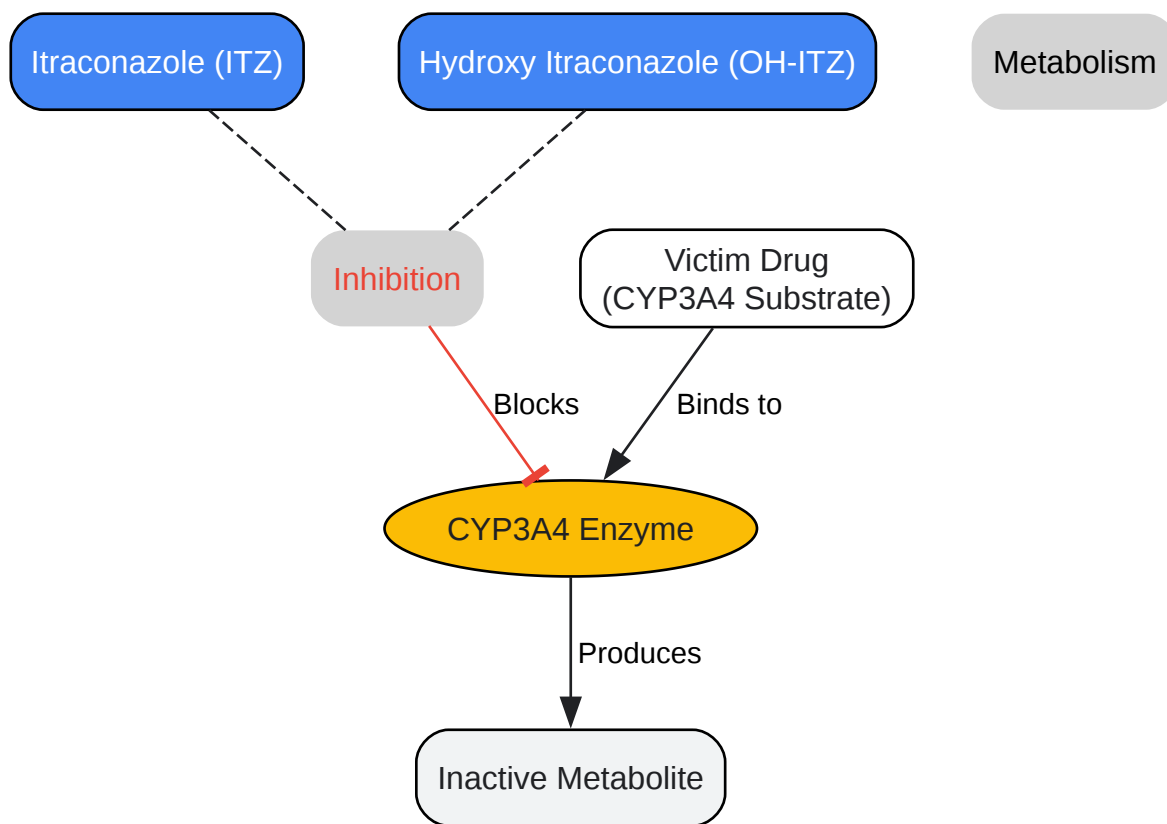 Itraconazole (ITZ)
Hydroxy Itraconazole (OH-ITZ)
Metabolism
Inhibition
Victim Drug
(CYP3A4 Substrate)
Blocks
Binds to
CYP3A4 Enzyme
Produces
Inactive Metabolite